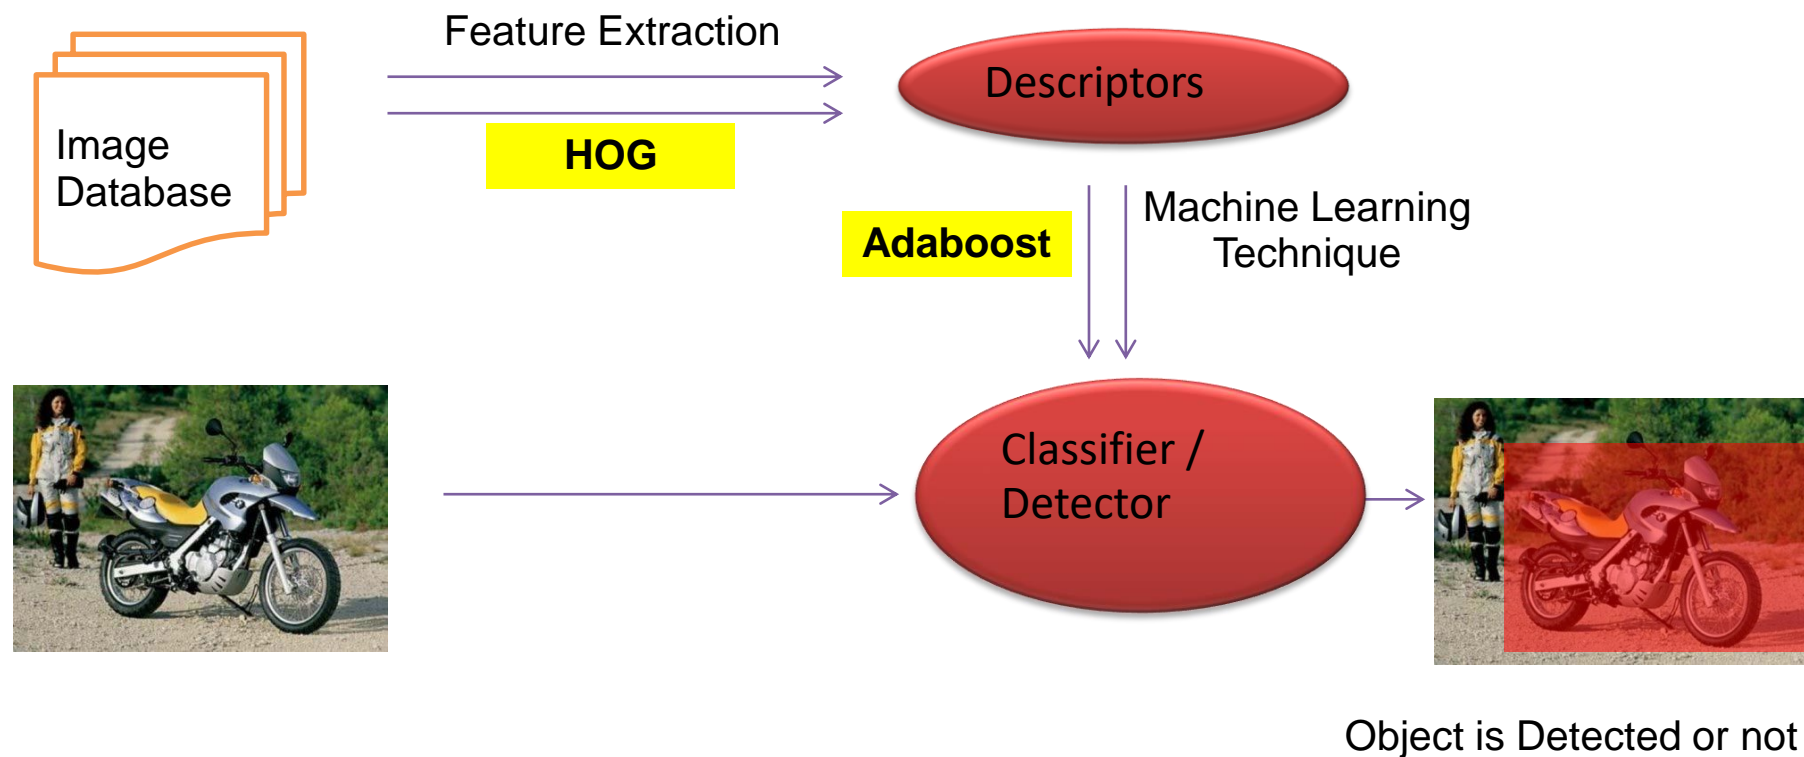 Feature Extraction
Image
Database
HOG
Descriptors
Adaboost
Machine Learning
Technique
Classifier /
Detector
Object is Detected or not